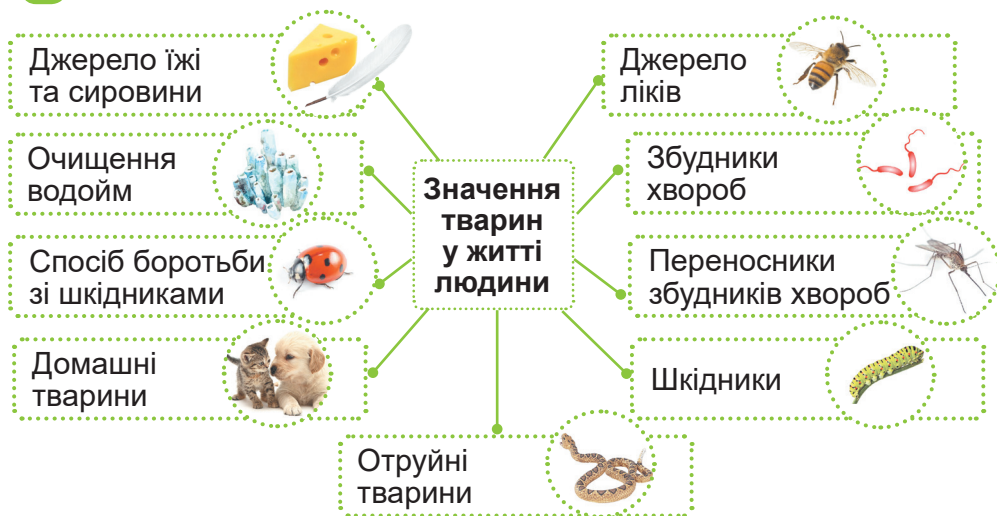 Джерело їжі
та сировини
Очищення
водойм
Спосіб боротьби
зі шкідниками
Домашні
тварини
Значення
тварин
у житті
людини
Джерело
ліків
Збудники
хвороб
Переносники
збудників хвороб
Шкідники
Отруйні
тварини